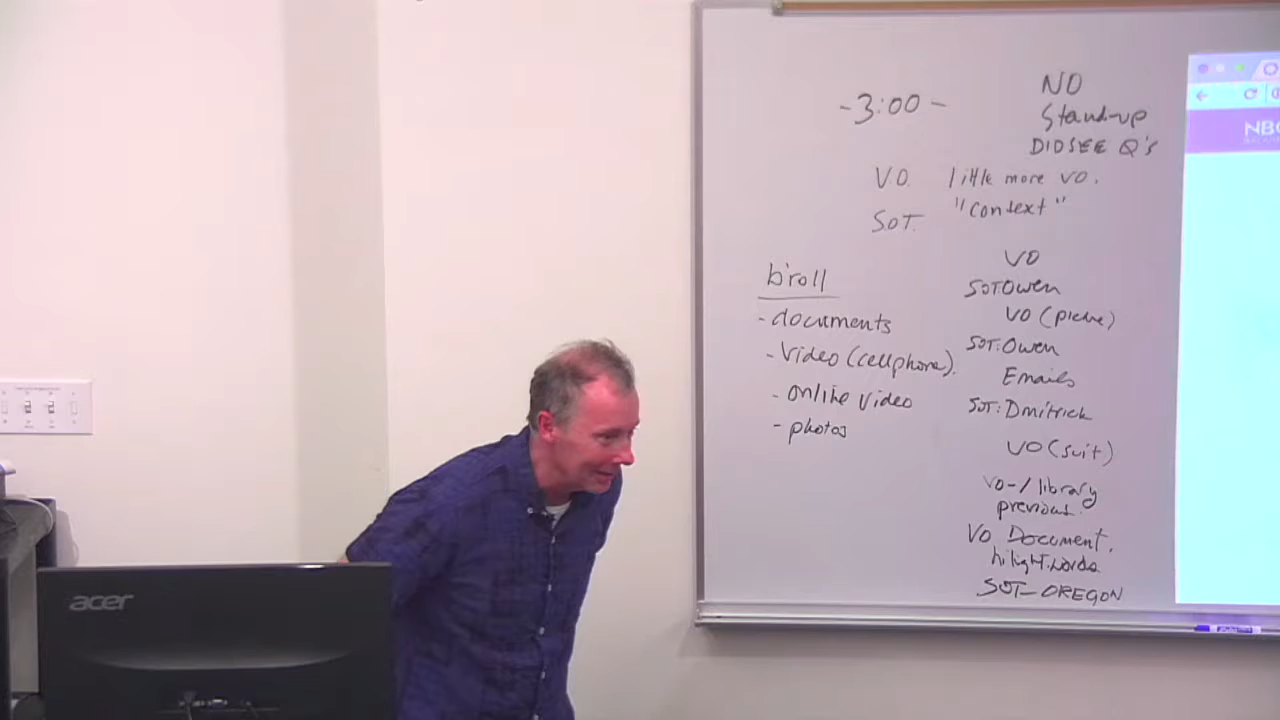 - 3:00 -
NO
Stand-up
DIDSEE Q's
V.O. little more VO.
SOT. "context"
b'roll
- documents
- Video (cellphone).
- online video
- photos
VO
SOT Owen
VO (picture)
SOT: Owen
Emails
SOT: Dmitrick
VO (suit)
VO - / library
previous.
VO Document.
hilight words
SOT - OREGON
NBC
acer